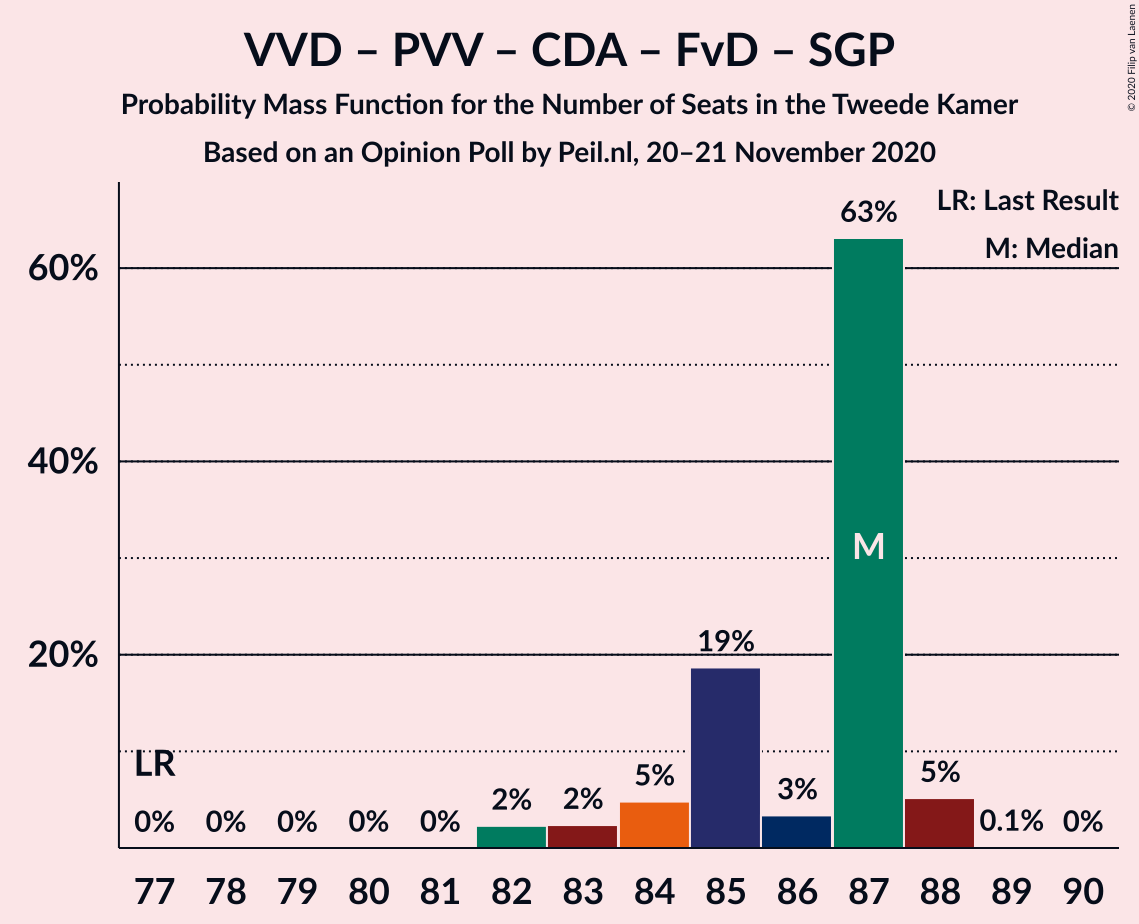 VVD – PVV – CDA – FvD – SGP
Probability Mass Function for the Number of Seats in the Tweede Kamer
Based on an Opinion Poll by Peil.nl, 20–21 November 2020
© 2020 Filip van Laenen
LR: Last Result
M: Median
63%
60%
40%
M
20%
19%
LR
0% 0% 0% 0% 0% 2% 2% 5% 3% 5% 0.1% 0%
77 78 79 80 81 82 83 84 85 86 87 88 89 90